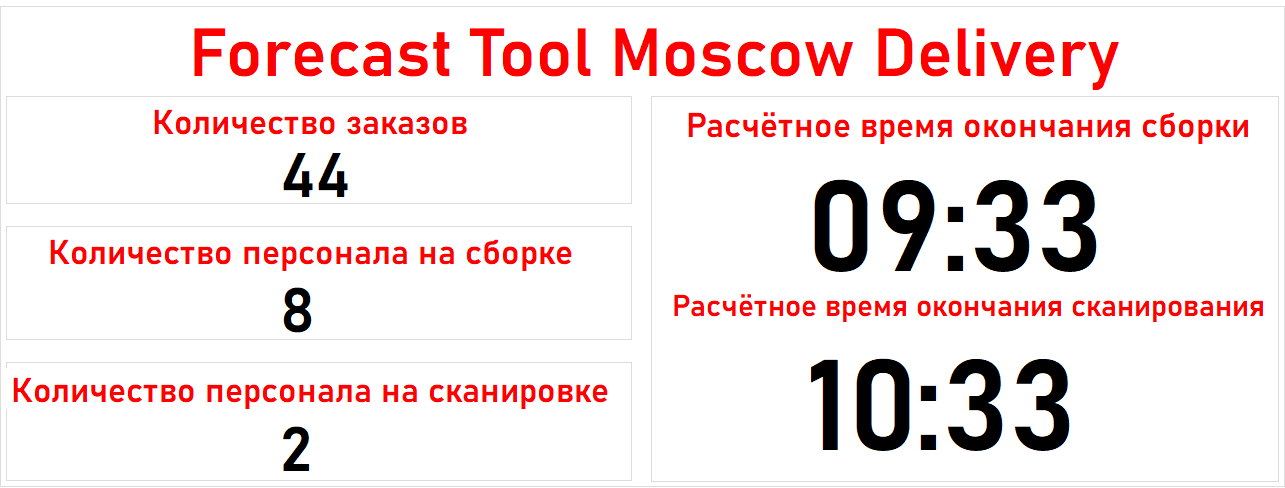 Forecast Tool Moscow Delivery
Количество заказов
44
Количество персонала на сборке
8
Количество персонала на сканировке
2
Расчётное время окончания сборки
09:33
Расчётное время окончания сканирования
10:33